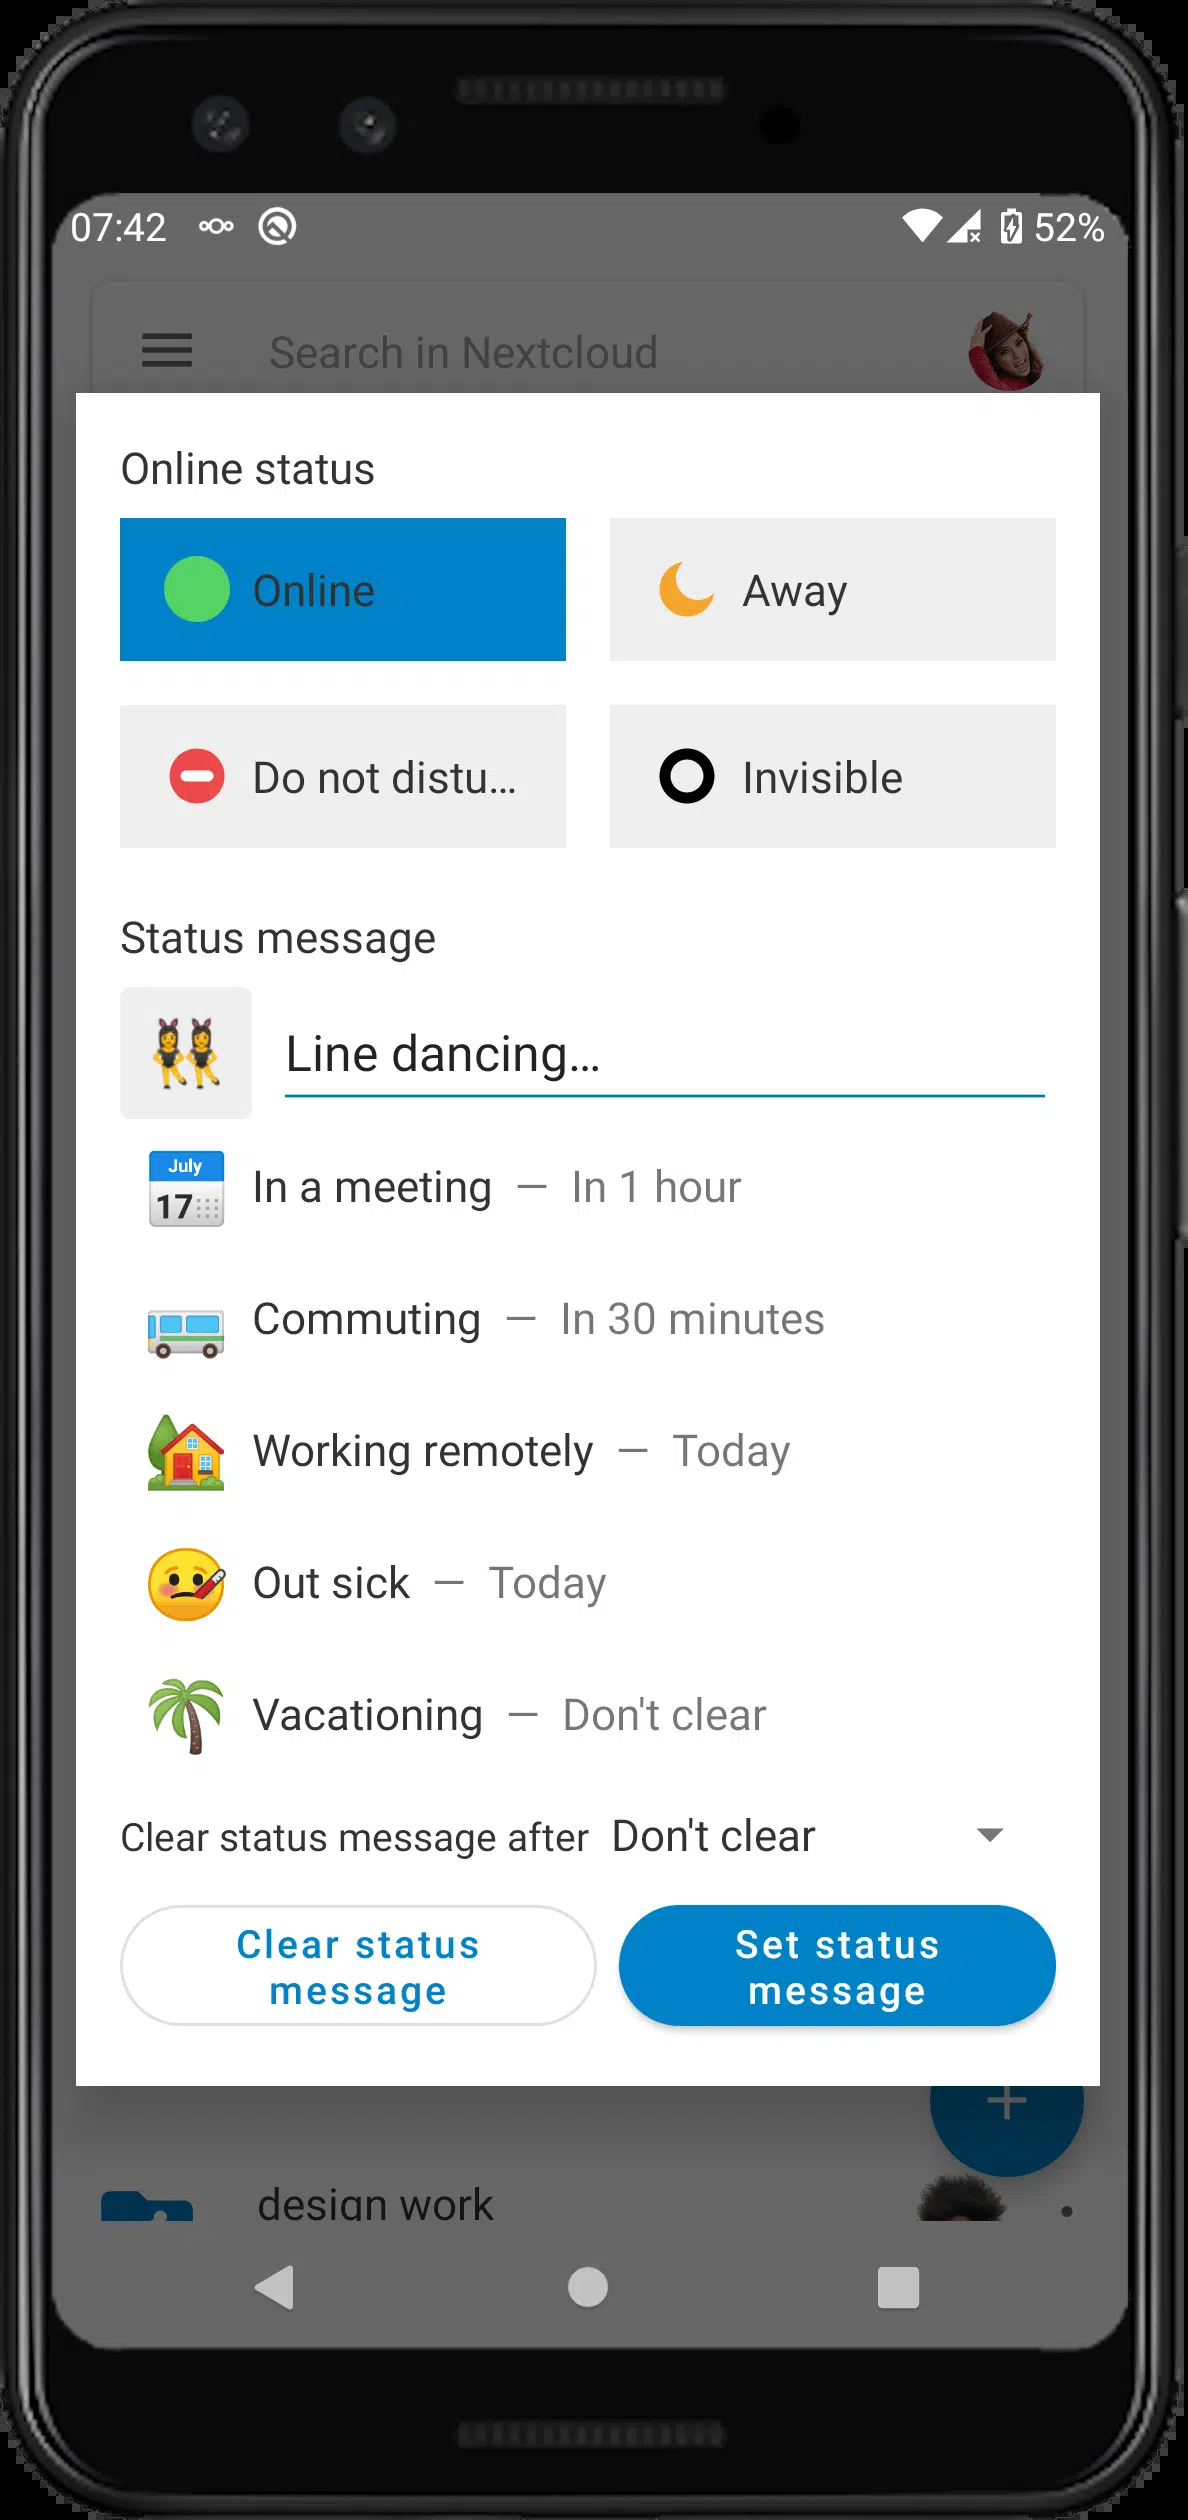 07:42 52%
Search in Nextcloud
Online status
Online
Away
Do not distu...
Invisible
Status message
Line dancing...
July
17
In a meeting — In 1 hour
Commuting — In 30 minutes
Working remotely — Today
Out sick — Today
Vacationing — Don't clear
Clear status message after Don't clear
Clear status
message
Set status
message
design work